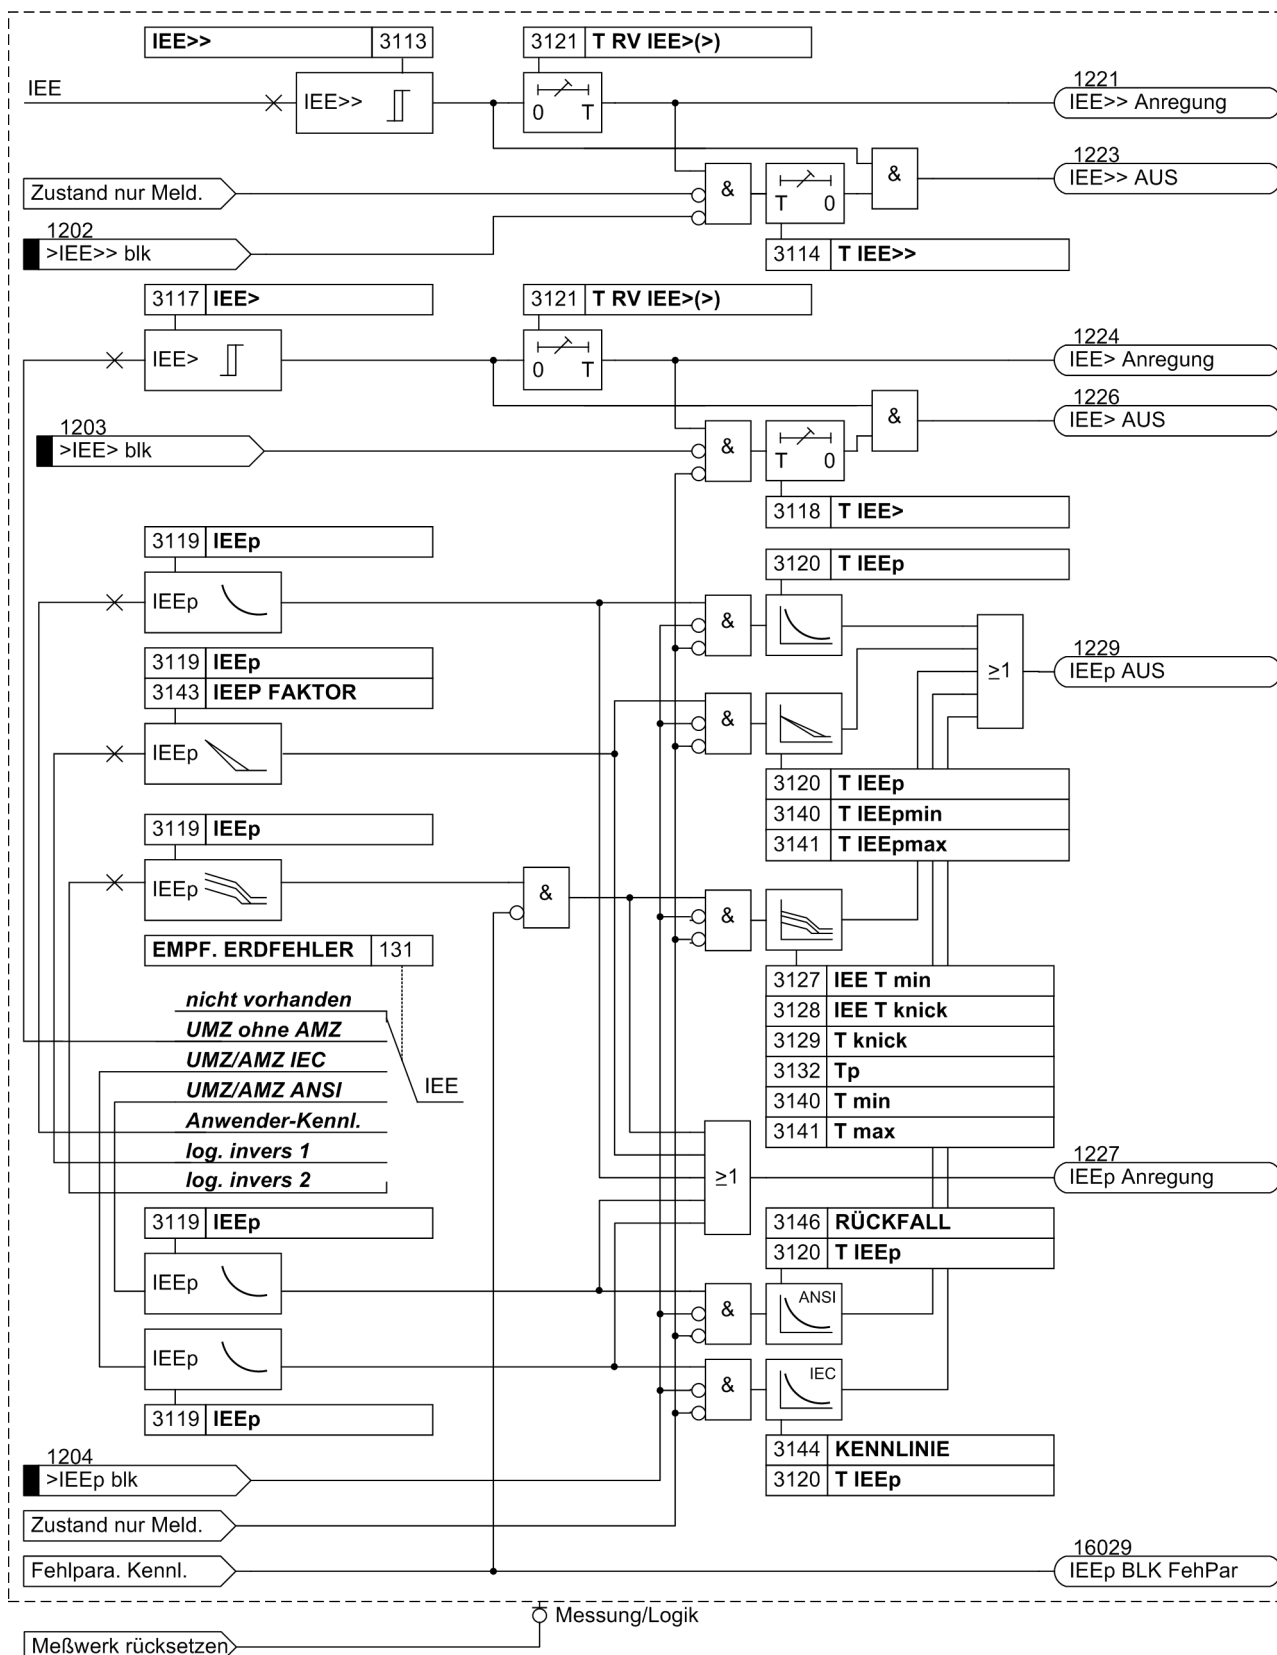 IEE>> 3113
3121 T RV IEE>(>)
IEE
IEE>>
0 T
1221
IEE>> Anregung
Zustand nur Meld.
&
T 0
&
1223
IEE>> AUS
1202
>IEE>> blk
3114 T IEE>>
3117 IEE>
3121 T RV IEE>(>)
IEE>
0 T
1224
IEE> Anregung
1203
>IEE> blk
&
T 0
&
1226
IEE> AUS
3118 T IEE>
3119 IEEp
3120 T IEEp
IEEp
&
3119 IEEp
3143 IEEP FAKTOR
≥1
1229
IEEp AUS
IEEp
&
3120 T IEEp
3140 T IEEpmin
3141 T IEEpmax
3119 IEEp
IEEp
&
&
EMPF. ERDFEHLER 131
3127 IEE T min
3128 IEE T knick
3129 T knick
3132 Tp
3140 T min
3141 T max
nicht vorhanden
UMZ ohne AMZ
UMZ/AMZ IEC
UMZ/AMZ ANSI
IEE
Anwender-Kennl.
log. invers 1
log. invers 2
≥1
1227
IEEp Anregung
3119 IEEp
3146 RÜCKFALL
3120 T IEEp
IEEp
&
ANSI
IEEp
&
IEC
3119 IEEp
3144 KENNLINIE
3120 T IEEp
1204
>IEEp blk
Zustand nur Meld.
Fehlpara. Kennl.
16029
IEEp BLK FehPar
Messung/Logik
Meßwerk rücksetzen